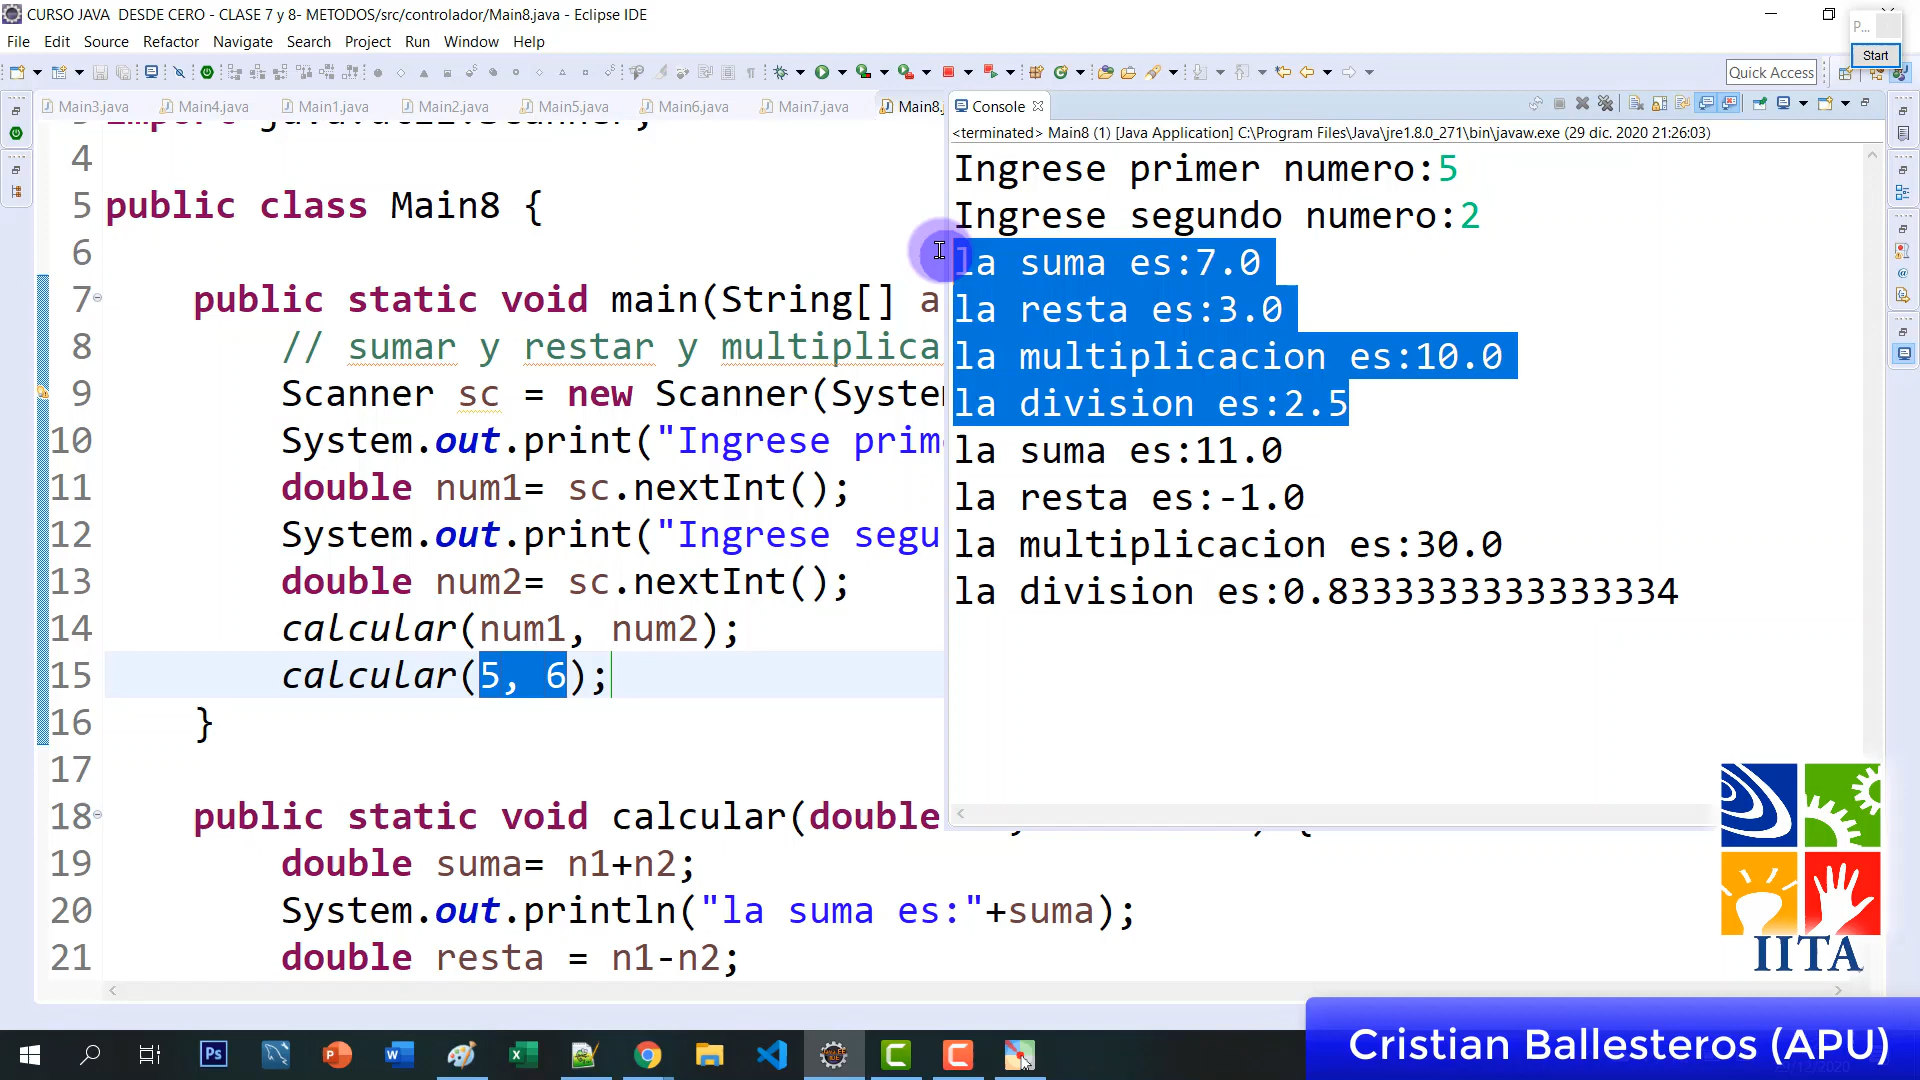 CURSO JAVA  DESDE CERO - CLASE 7 y 8- METODOS/src/controlador/Main8.java - Eclipse IDE
P...
File Edit Source Refactor Navigate Search Project Run Window Help
Start
Quick Access
Main3.java Main4.java Main1.java Main2.java Main5.java Main6.java Main7.java Main8.
Console
<terminated> Main8 (1) [Java Application] C:\Program Files\Java\jre1.8.0_271\bin\javaw.exe (29 dic. 2020 21:26:03)
Ingrese primer numero:5
Ingrese segundo numero:2
la suma es:7.0
la resta es:3.0
la multiplicacion es:10.0
la division es:2.5
la suma es:11.0
la resta es:-1.0
la multiplicacion es:30.0
la division es:0.8333333333333334
4
5 public class Main8 {
6
7 public static void main(String[] a
8 // sumar y restar y multiplica
9 Scanner sc = new Scanner(System
10 System.out.print("Ingrese prim
11 double num1= sc.nextInt();
12 System.out.print("Ingrese segu
13 double num2= sc.nextInt();
14 calcular(num1, num2);
15 calcular(5, 6);
16 }
17
18 public static void calcular(double
19 double suma= n1+n2;
20 System.out.println("la suma es:"+suma);
21 double resta = n1-n2;
IITA
Cristian Ballesteros (APU)